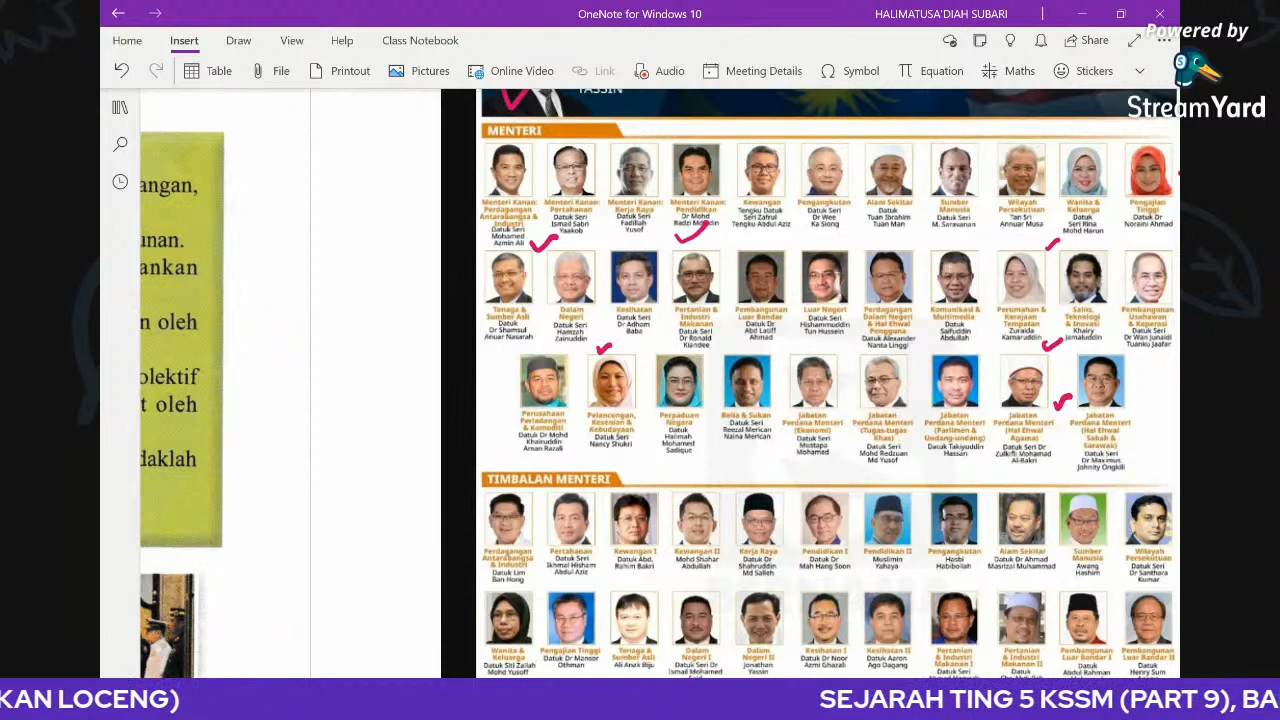 OneNote for Windows 10
HALIMATUSA'DIAH SUBARI
Powered by
StreamYard
Home
Insert
Draw
View
Help
Class Notebook
Share
Table
File
Printout
Pictures
Online Video
Link
Audio
Meeting Details
Symbol
Equation
Maths
Stickers
angan,
unan.
ankan
n oleh
olektif
t oleh
daklah
YASSIN
MENTERI
Menteri Kanan: Perdagangan Antarabangsa & Industri
Datuk Seri Mohamed Azmin Ali
Menteri Kanan: Pertahanan
Datuk Seri Ismail Sabri Yaakob
Menteri Kanan: Kerja Raya
Datuk Seri Fadillah Yusof
Menteri Kanan: Pendidikan
Dr Mohd Radzi
Kewangan
Tengku Datuk Seri Zafrul Tengku Abdul Aziz
Pengangkutan
Datuk Seri Dr Wee Ka Siong
Alam Sekitar
Datuk Tuan Ibrahim Tuan Man
Sumber Manusia
Datuk Seri M. Saravanan
Wilayah Persekutuan
Tan Sri Annuar Musa
Wanita & Keluarga
Datuk Seri Rina Mohd Harun
Pengajian Tinggi
Datuk Dr Noraini Ahmad
Tenaga & Sumber Asli
Datuk Dr Shamsul Anuar Nasarah
Dalam Negeri
Datuk Seri Hamzah Zainuddin
Kesihatan
Datuk Seri Dr Adham Baba
Pertanian & Industri Makanan
Datuk Seri Dr Ronald Kiandee
Pembangunan Luar Bandar
Datuk Dr Abd Latiff Ahmad
Luar Negeri
Datuk Seri Hishammuddin Tun Hussein
Perdagangan Dalam Negeri & Hal Ehwal Pengguna
Datuk Alexander Nanta Linggi
Komunikasi & Multimedia
Datuk Saifuddin Abdullah
Perumahan & Kerajaan Tempatan
Zuraida Kamaruddin
Sains, Teknologi & Inovasi
Khairy Jamaluddin
Pembangunan Usahawan & Koperasi
Datuk Seri Dr Wan Junaidi Tuanku Jaafar
Perusahaan Perladangan & Komoditi
Datuk Dr Mohd Khairuddin Aman Razali
Pelancongan, Kesenian & Kebudayaan
Datuk Seri Nancy Shukri
Perpaduan Negara
Datuk Halimah Mohamed Sadique
Belia & Sukan
Datuk Seri Reezal Merican Naina Merican
Jabatan Perdana Menteri (Ekonomi)
Datuk Seri Mustapa Mohamed
Jabatan Perdana Menteri (Tugas-tugas Khas)
Datuk Seri Mohd Redzuan Md Yusof
Jabatan Perdana Menteri (Parlimen & Undang-undang)
Datuk Takiyuddin Hassan
Jabatan Perdana Menteri (Hal Ehwal Agama)
Datuk Seri Dr Zulkifli Mohamad Al-Bakri
Jabatan Perdana Menteri (Hal Ehwal Sabah & Sarawak)
Datuk Seri Dr Maximus Johnity Ongkili
TIMBALAN MENTERI
Perdagangan Antarabangsa & Industri
Datuk Lim Ban Hong
Pertahanan
Datuk Seri Ikhmal Hisham Abdul Aziz
Kewangan I
Datuk Abd. Rahim Bakri
Kewangan II
Mohd Shahar Abdullah
Kerja Raya
Datuk Dr Shahruddin Md Salleh
Pendidikan I
Datuk Dr Mah Hang Soon
Pendidikan II
Muslimin Yahaya
Pengangkutan
Hasbi Habibollah
Alam Sekitar
Datuk Dr Ahmad Masrizal Muhammad
Sumber Manusia
Awang Hashim
Wilayah Persekutuan
Datuk Seri Dr Santhara Kumar
Wanita & Keluarga
Datuk Siti Zailah Mohd Yusoff
Pengajian Tinggi
Datuk Dr Mansor Othman
Tenaga & Sumber Asli
Ali Anak Biju
Dalam Negeri I
Datuk Seri Dr Ismail Mohamed
Dalam Negeri II
Jonathan Yassin
Kesihatan I
Datuk Dr Noor Azmi Ghazali
Kesihatan II
Datuk Aaron Ago Dagang
Pertanian & Industri Makanan I
Datuk Seri
Pertanian & Industri Makanan II
Datuk
Pembangunan Luar Bandar I
Datuk Abdul Rahman
Pembangunan Luar Bandar II
Datuk Henry Sum
KAN LOCENG)
SEJARAH TING 5 KSSM (PART 9), BA